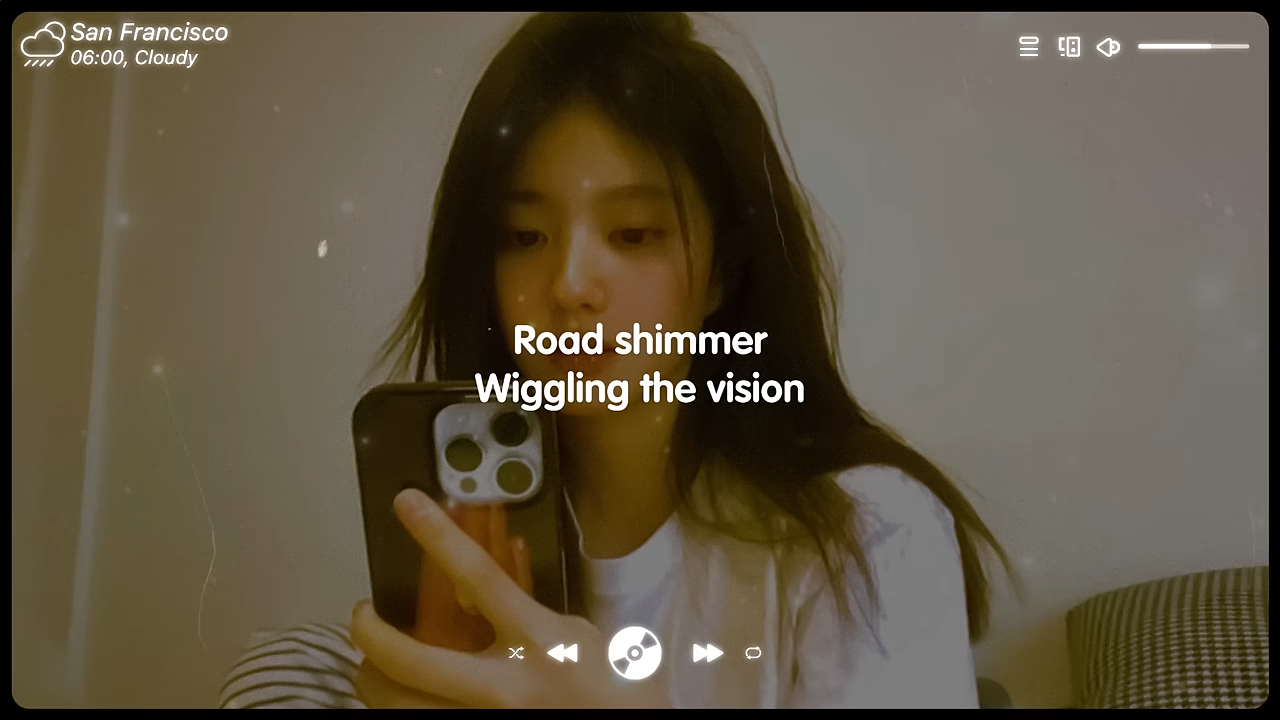 San Francisco
06:00, Cloudy
Road shimmer
Wiggling the vision